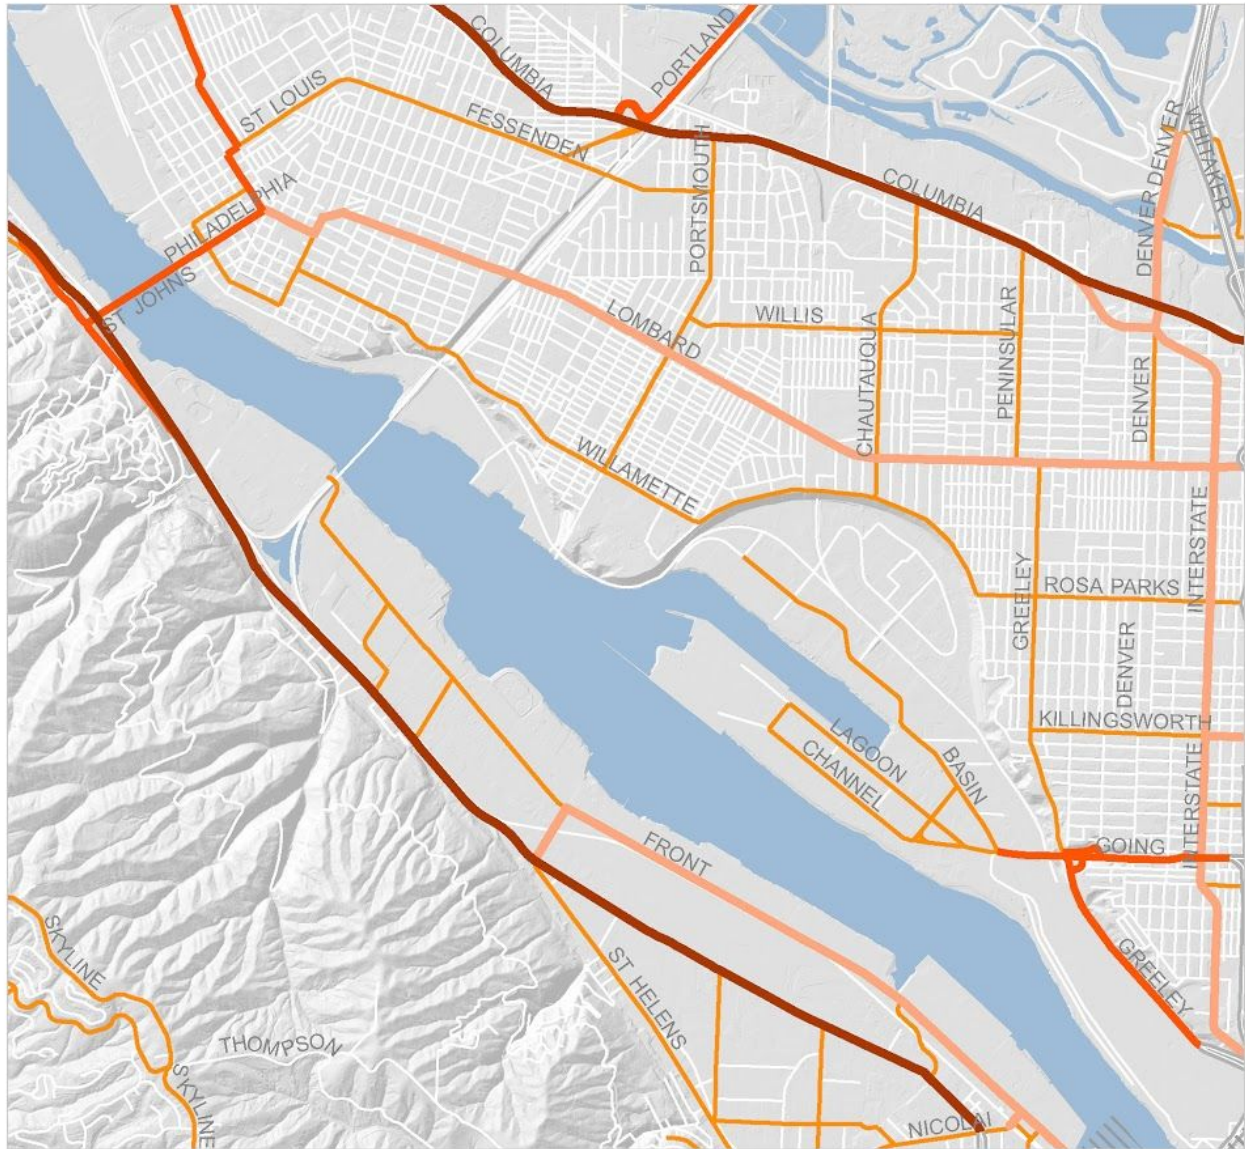 COLUMBIA
PORTLAND
ST LOUIS
FESSENDEN
PORTSMOUTH
DENVER
DENVER
WHITAKER
COLUMBIA
PHILADELPHIA
ST JOHNS
LOMBARD
WILLIS
CHAUTAUQUA
PENINSULAR
DENVER
WILLAMETTE
INTERSTATE
GREELEY
ROSA PARKS
DENVER
KILLINGSWORTH
LAGOON
CHANNEL
BASIN
INTERSTATE
GOING
FRONT
SKYLINE
ST HELENS
GREELEY
THOMPSON
SKYLINE
NICOLAI